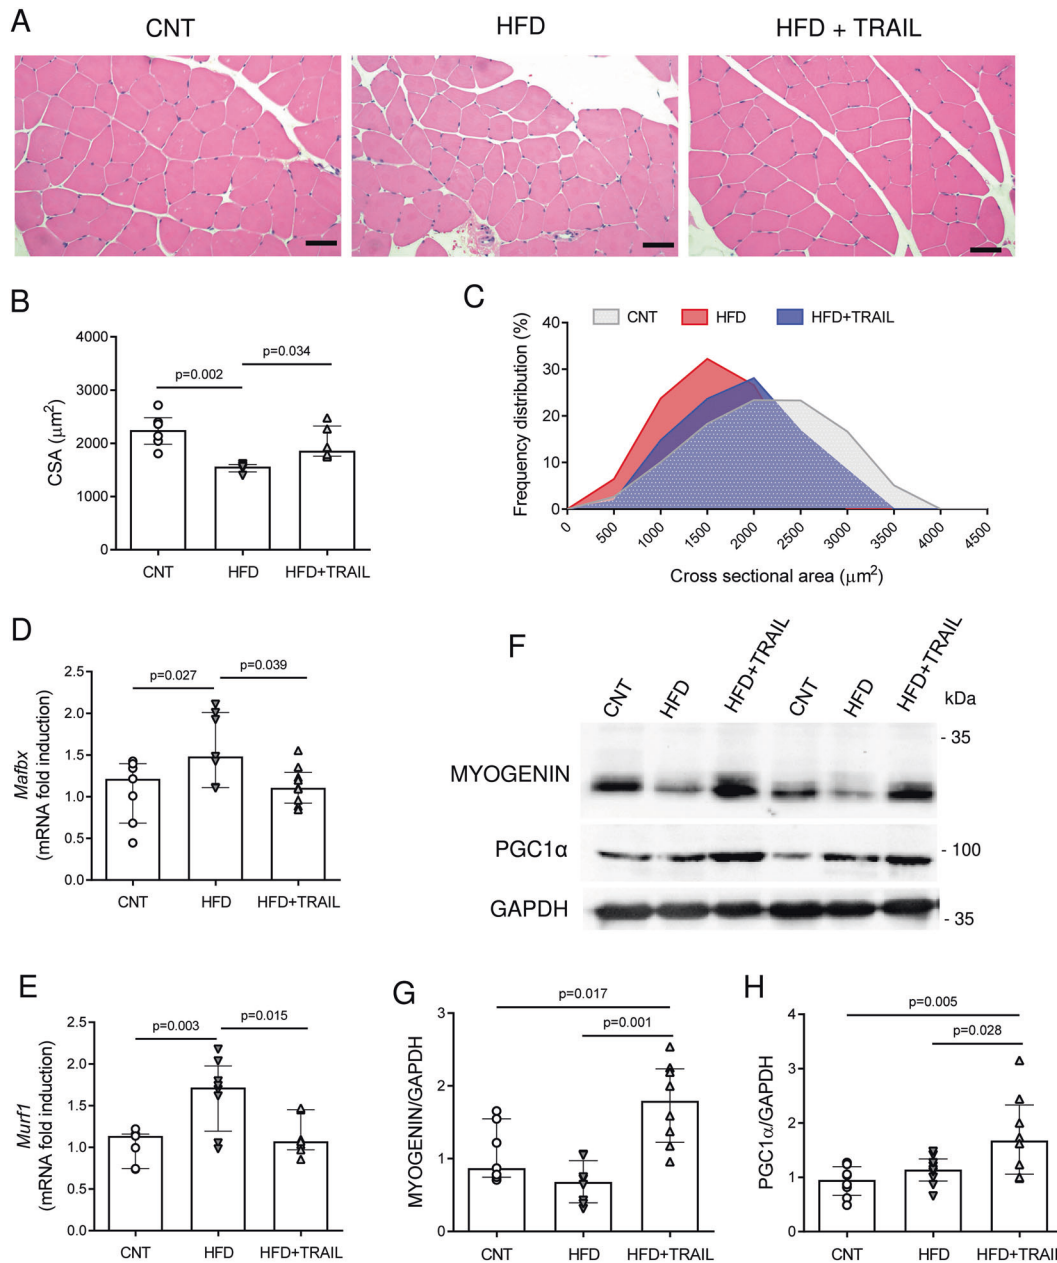 A
CNT
HFD
HFD + TRAIL
B
CSA (μm²)
4000
3000
2000
1000
0
p=0.002
p=0.034
CNT
HFD
HFD+TRAIL
C
CNT
HFD
HFD+TRAIL
Frequency distribution (%)
40
30
20
10
0
0
500
1000
1500
2000
2500
3000
3500
4000
4500
Cross sectional area (μm²)
D
Mafbx
(mRNA fold induction)
2.5
2.0
1.5
1.0
0.5
0.0
p=0.027
p=0.039
CNT
HFD
HFD+TRAIL
E
Murf1
(mRNA fold induction)
2.5
2.0
1.5
1.0
0.5
0.0
p=0.003
p=0.015
CNT
HFD
HFD+TRAIL
F
CNT
HFD
HFD+TRAIL
CNT
HFD
HFD+TRAIL
kDa
- 35
MYOGENIN
PGC1α
- 100
GAPDH
- 35
G
MYOGENIN/GAPDH
3
2
1
0
p=0.017
p=0.001
CNT
HFD
HFD+TRAIL
H
PGC1α/GAPDH
4
3
2
1
0
p=0.005
p=0.028
CNT
HFD
HFD+TRAIL